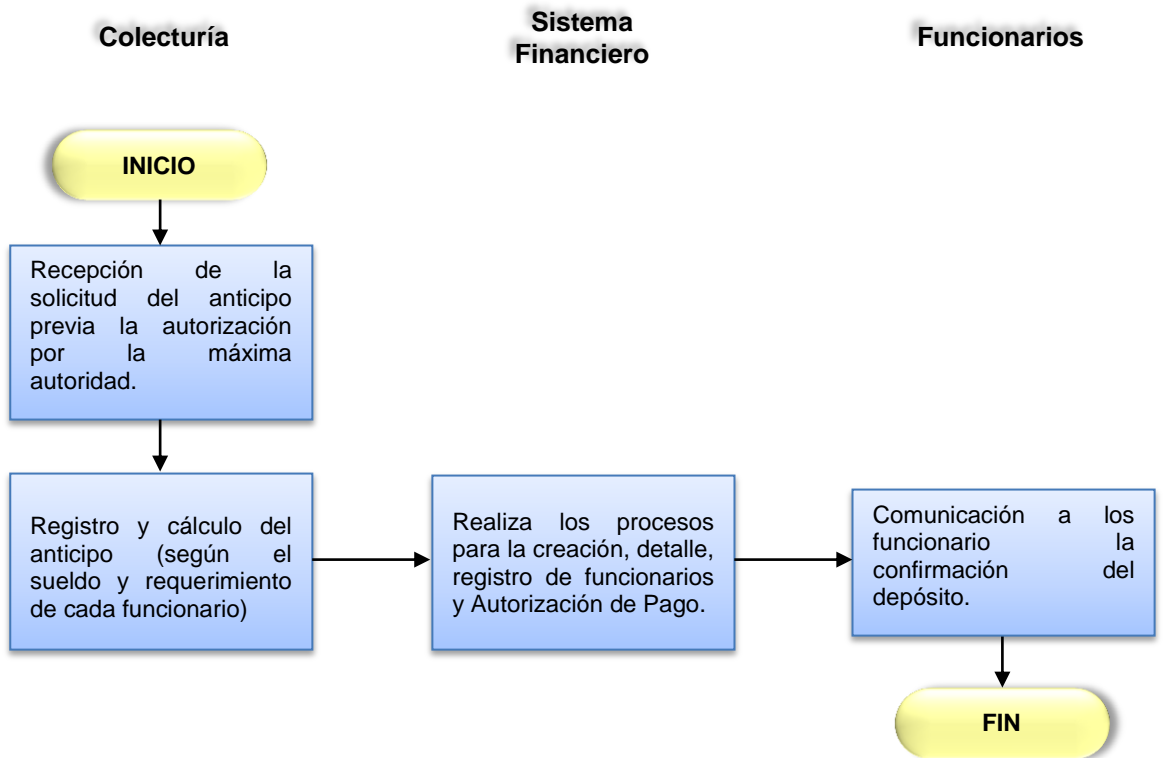 Colecturía
Sistema
Financiero
Funcionarios
INICIO
Recepción de la
solicitud del anticipo
previa la autorización
por la máxima
autoridad.
Registro y cálculo del
anticipo (según el
sueldo y requerimiento
de cada funcionario)
Realiza los procesos
para la creación, detalle,
registro de funcionarios
y Autorización de Pago.
Comunicación a los
funcionario la
confirmación del
depósito.
FIN